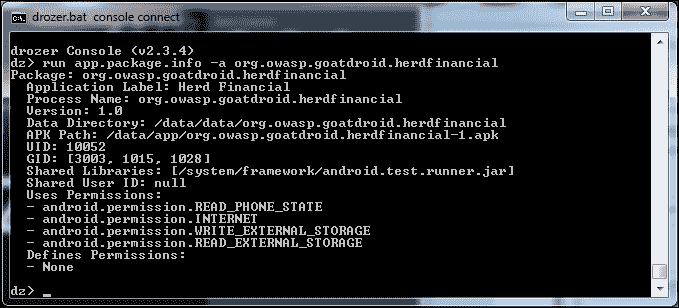 drozer.bat console connect
drozer Console (v2.3.4)
dz> run app.package.info -a org.owasp.goatdroid.herdfinancial
Package: org.owasp.goatdroid.herdfinancial
Application Label: Herd Financial
Process Name: org.owasp.goatdroid.herdfinancial
Version: 1.0
Data Directory: /data/data/org.owasp.goatdroid.herdfinancial
APK Path: /data/app/org.owasp.goatdroid.herdfinancial-1.apk
UID: 10052
GID: [3003, 1015, 1028]
Shared Libraries: [/system/framework/android.test.runner.jar]
Shared User ID: null
Uses Permissions:
- android.permission.READ_PHONE_STATE
- android.permission.INTERNET
- android.permission.WRITE_EXTERNAL_STORAGE
- android.permission.READ_EXTERNAL_STORAGE
Defines Permissions:
- None
dz> _